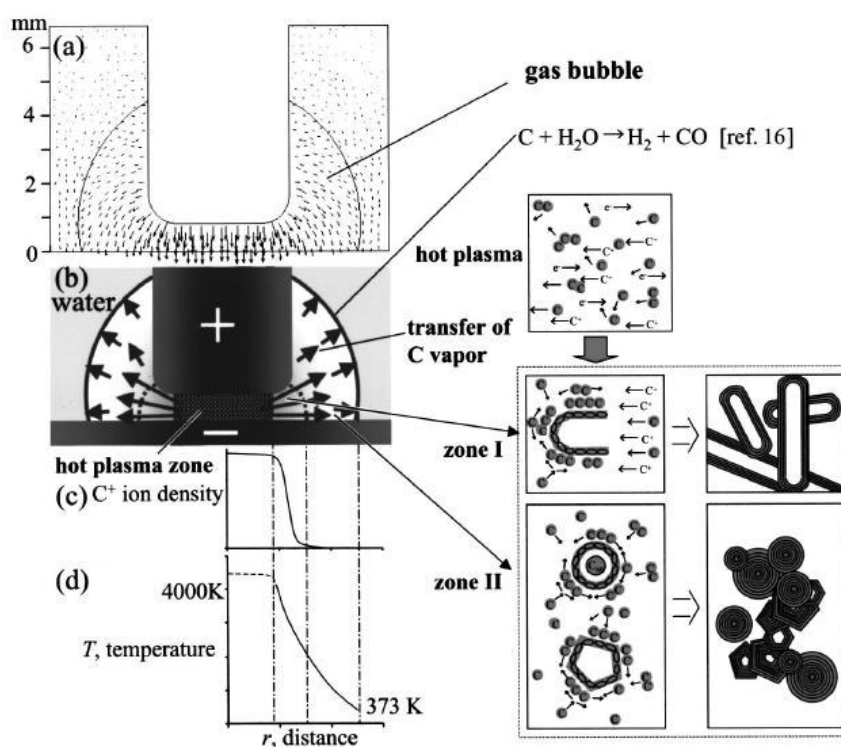 mm
6
4
2
0
(a)
gas bubble
C + H₂O → H₂ + CO [ref. 16]
(b)
water
+
−
transfer of
C vapor
hot plasma
e⁻
C⁺
e⁻
C⁺
e⁻
C⁺
e⁻
C⁺
C⁺
hot plasma zone
zone I
C⁺
C⁺
C⁺
C⁺
zone II
(c)
C⁺ ion density
(d)
4000K
T, temperature
373 K
r, distance